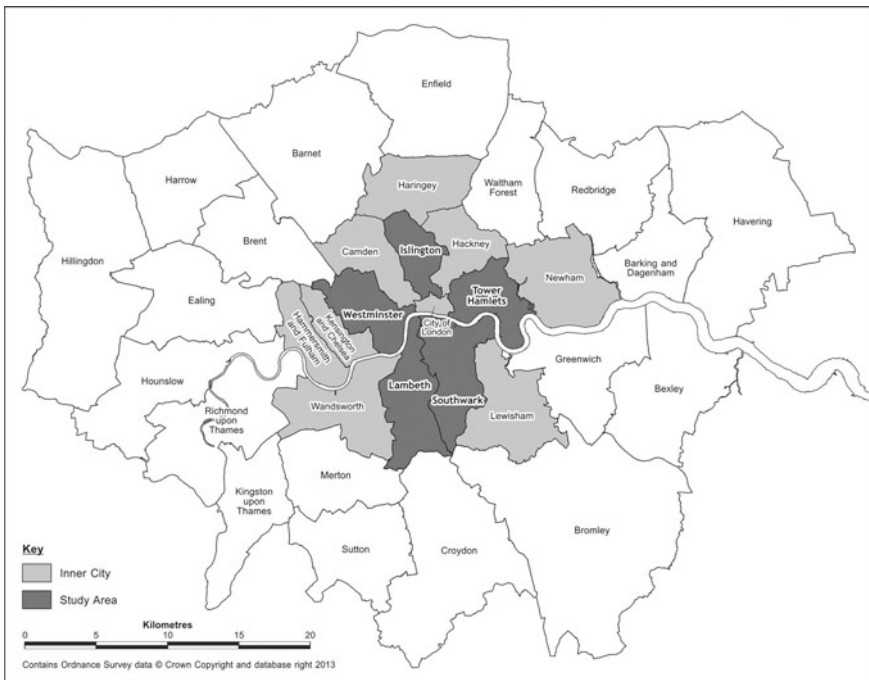 Enfield
Barnet
Harrow
Haringey
Waltham
Forest
Redbridge
Havering
Brent
Camden
Islington
Hackney
Hillingdon
Newham
Barking and
Dagenham
Ealing
Westminster
Tower
Hamlets
Kensington
and Chelsea
Hammersmith
and Fulham
City of
London
Hounslow
Greenwich
Bexley
Lambeth
Southwark
Richmond
upon
Thames
Wandsworth
Lewisham
Merton
Kingston
upon
Thames
Bromley
Sutton
Croydon
Key
Inner City
Study Area
Kilometres
0 5 10 15 20
Contains Ordnance Survey data © Crown Copyright and database right 2013